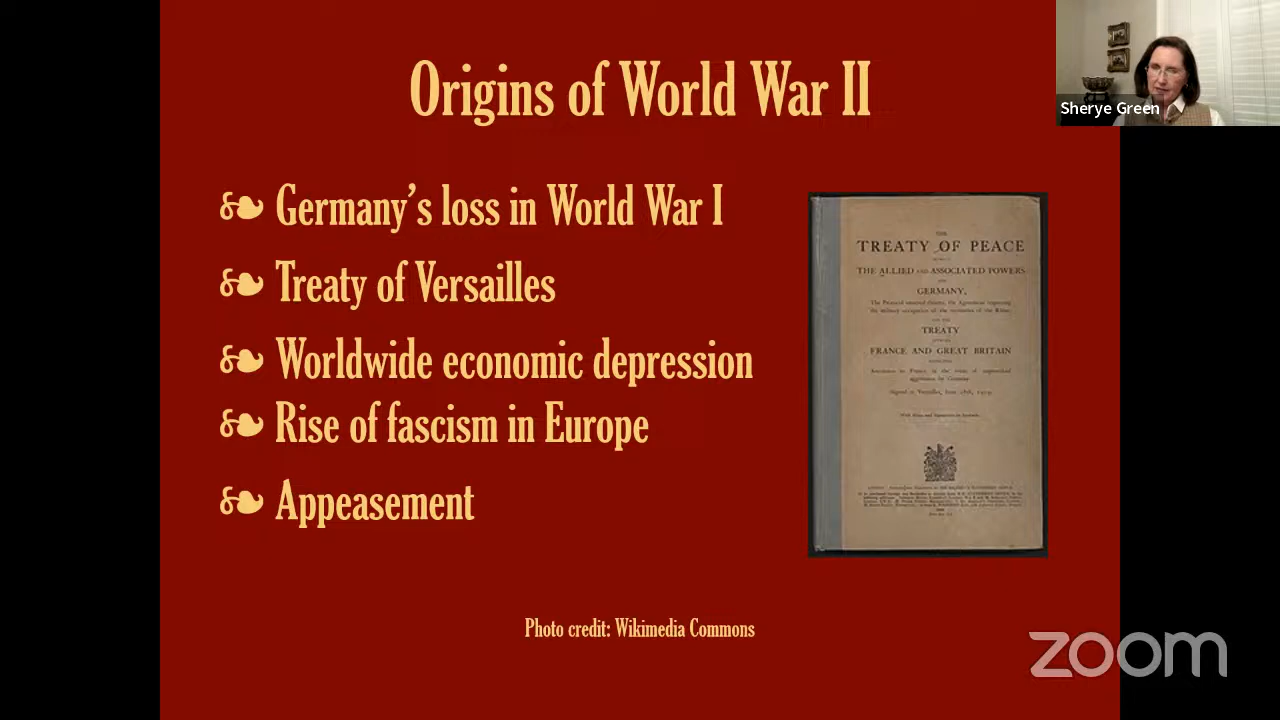 Origins of World War II
Sherye Green
❧ Germany's loss in World War I
❧ Treaty of Versailles
❧ Worldwide economic depression
❧ Rise of fascism in Europe
❧ Appeasement
THE
TREATY OF PEACE
THE ALLIED AND ASSOCIATED POWERS
GERMANY,
TREATY
FRANCE AND GREAT BRITAIN
Photo credit: Wikimedia Commons
zoom